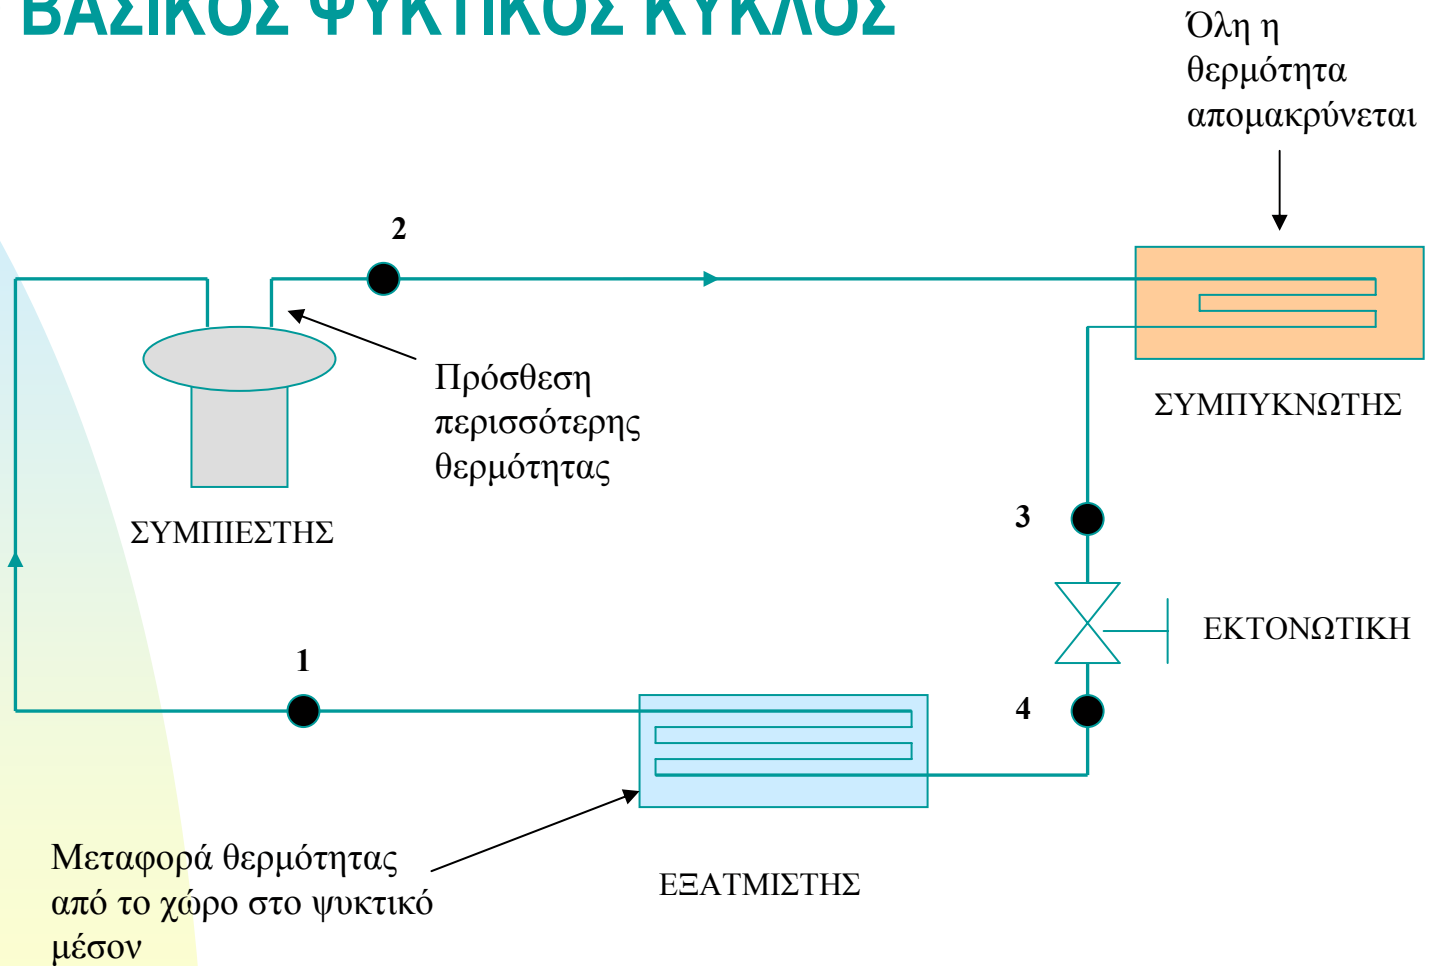 ΒΑΣΙΚΟΣ ΨΥΚΤΙΚΟΣ ΚΥΚΛΟΣ
Όλη η
θερμότητα
απομακρύνεται
2
Πρόσθεση
περισσότερης
θερμότητας
ΣΥΜΠΥΚΝΩΤΗΣ
ΣΥΜΠΙΕΣΤΗΣ
3
ΕΚΤΟΝΩΤΙΚΗ
1
4
Μεταφορά θερμότητας
από το χώρο στο ψυκτικό
μέσον
ΕΞΑΤΜΙΣΤΗΣ